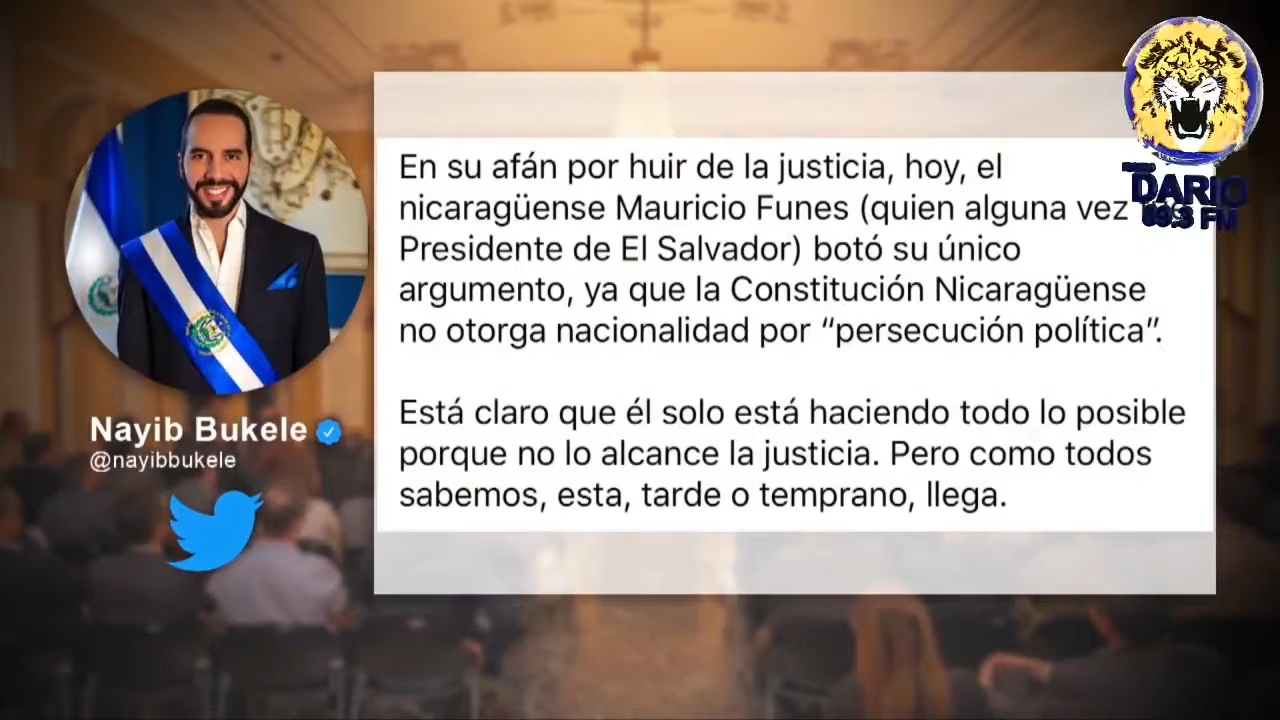 En su afán por huir de la justicia, hoy, el
nicaragüense Mauricio Funes (quien alguna vez
Presidente de El Salvador) botó su único
argumento, ya que la Constitución Nicaragüense
no otorga nacionalidad por “persecución política”.
Está claro que él solo está haciendo todo lo posible
porque no lo alcance la justicia. Pero como todos
sabemos, esta, tarde o temprano, llega.
Nayib Bukele
@nayibbukele
DARIO
89.3 FM